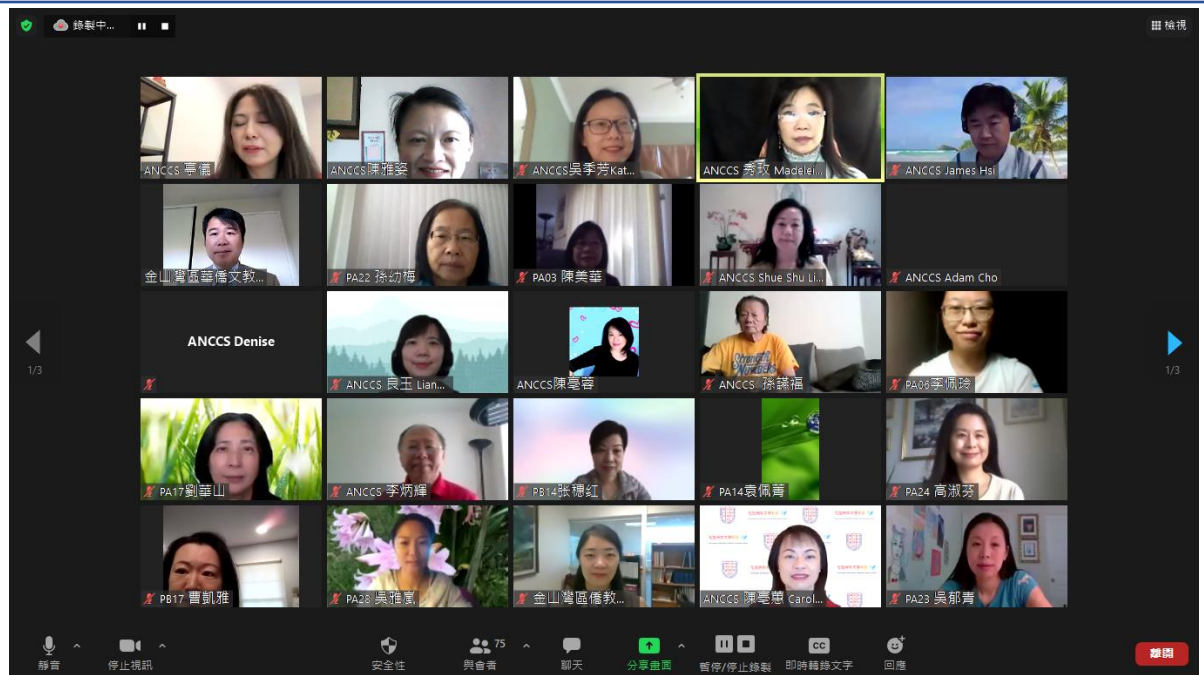 錄製中...
檢視
ANCCS 亭儀
ANCCS陳雅姿
ANCCS吳季芳Kat...
ANCCS 秀玫 Madelei...
ANCCS James Hsi
金山灣區華僑文教...
PA22 孫幼梅
PA03 陳美華
ANCCS Shue Shu Li...
ANCCS Adam Cho
ANCCS Denise
ANCCS 良玉 Lian...
ANCCS陳亳蓉
ANCCS 孫議福
PA06李佩玲
1/3
1/3
PA17劉華山
ANCCS 李炳輝
PB14張穗紅
PA14袁佩菁
PA24 高淑芬
PB17 曹凱雅
PA28 吳雅嵐
金山灣區僑教...
ANCCS 陳亳蕙 Carol...
PA23 吳郁青
靜音
停止視訊
安全性
75
與會者
聊天
分享畫面
暫停/停止錄製
CC
即時轉錄文字
回應
離開